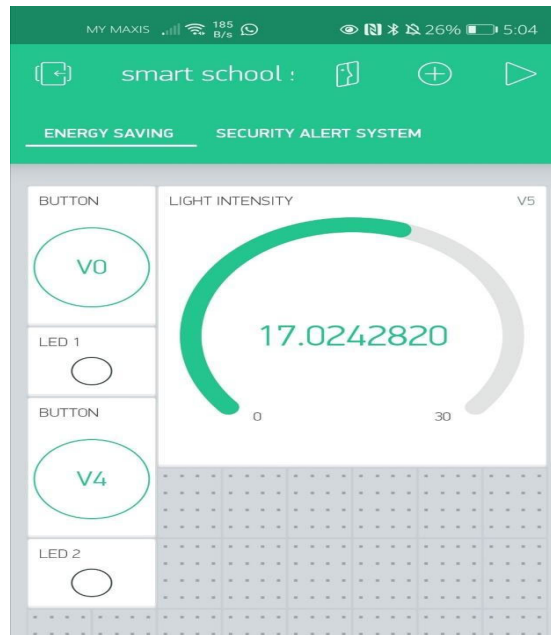 MY MAXIS 185 B/s 26% 5:04
smart school :
ENERGY SAVING SECURITY ALERT SYSTEM
BUTTON
V0
LIGHT INTENSITY V5
17.0242820
0 30
LED 1
BUTTON
V4
LED 2